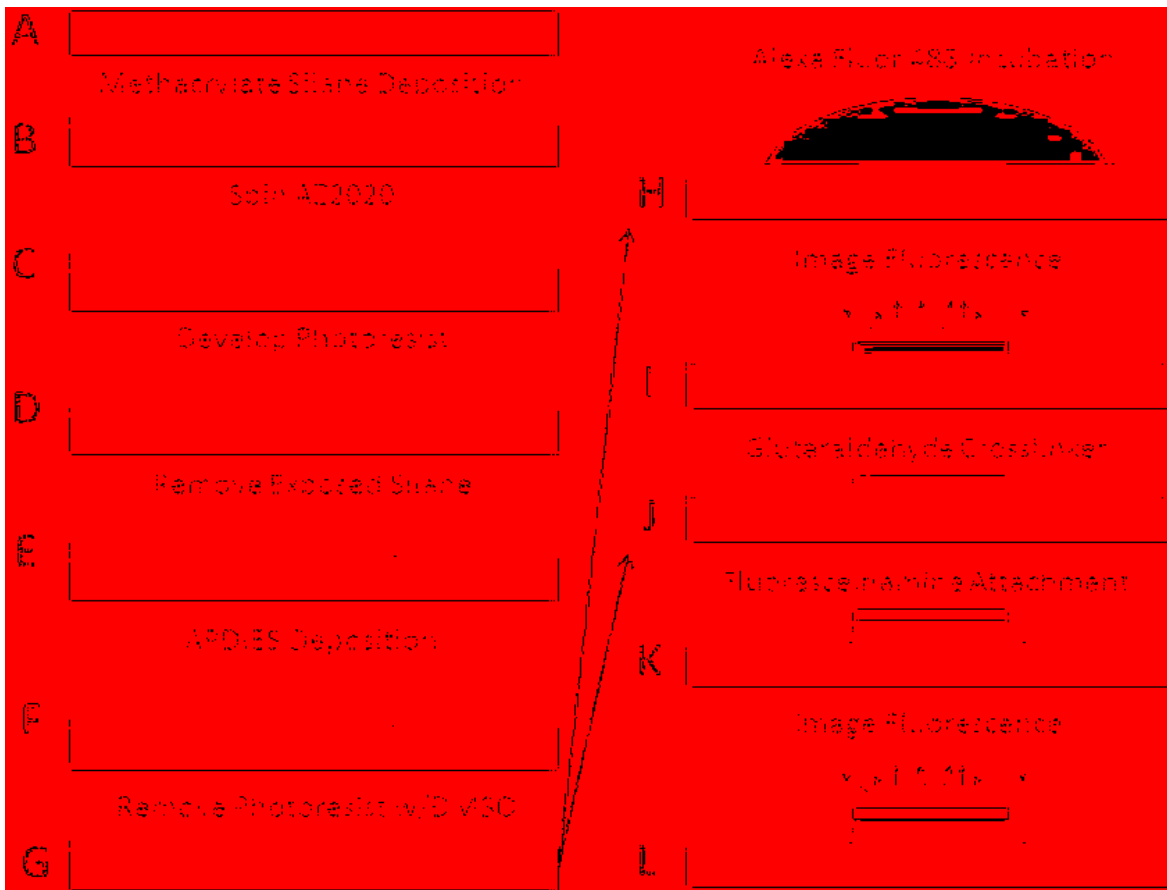 A
Methacrylate Silane Deposition
B
Spin AZ2020
C
Develop Photoresist
D
Remove Exposed Silane
E
APDIES Deposition
F
Remove Photoresist w/DMSO
G
Alexa Fluor 488 Incubation
H
Image Fluorescence
I
Glutaraldehyde Crosslinker
J
Fluoresceinamine Attachment
K
Image Fluorescence
L